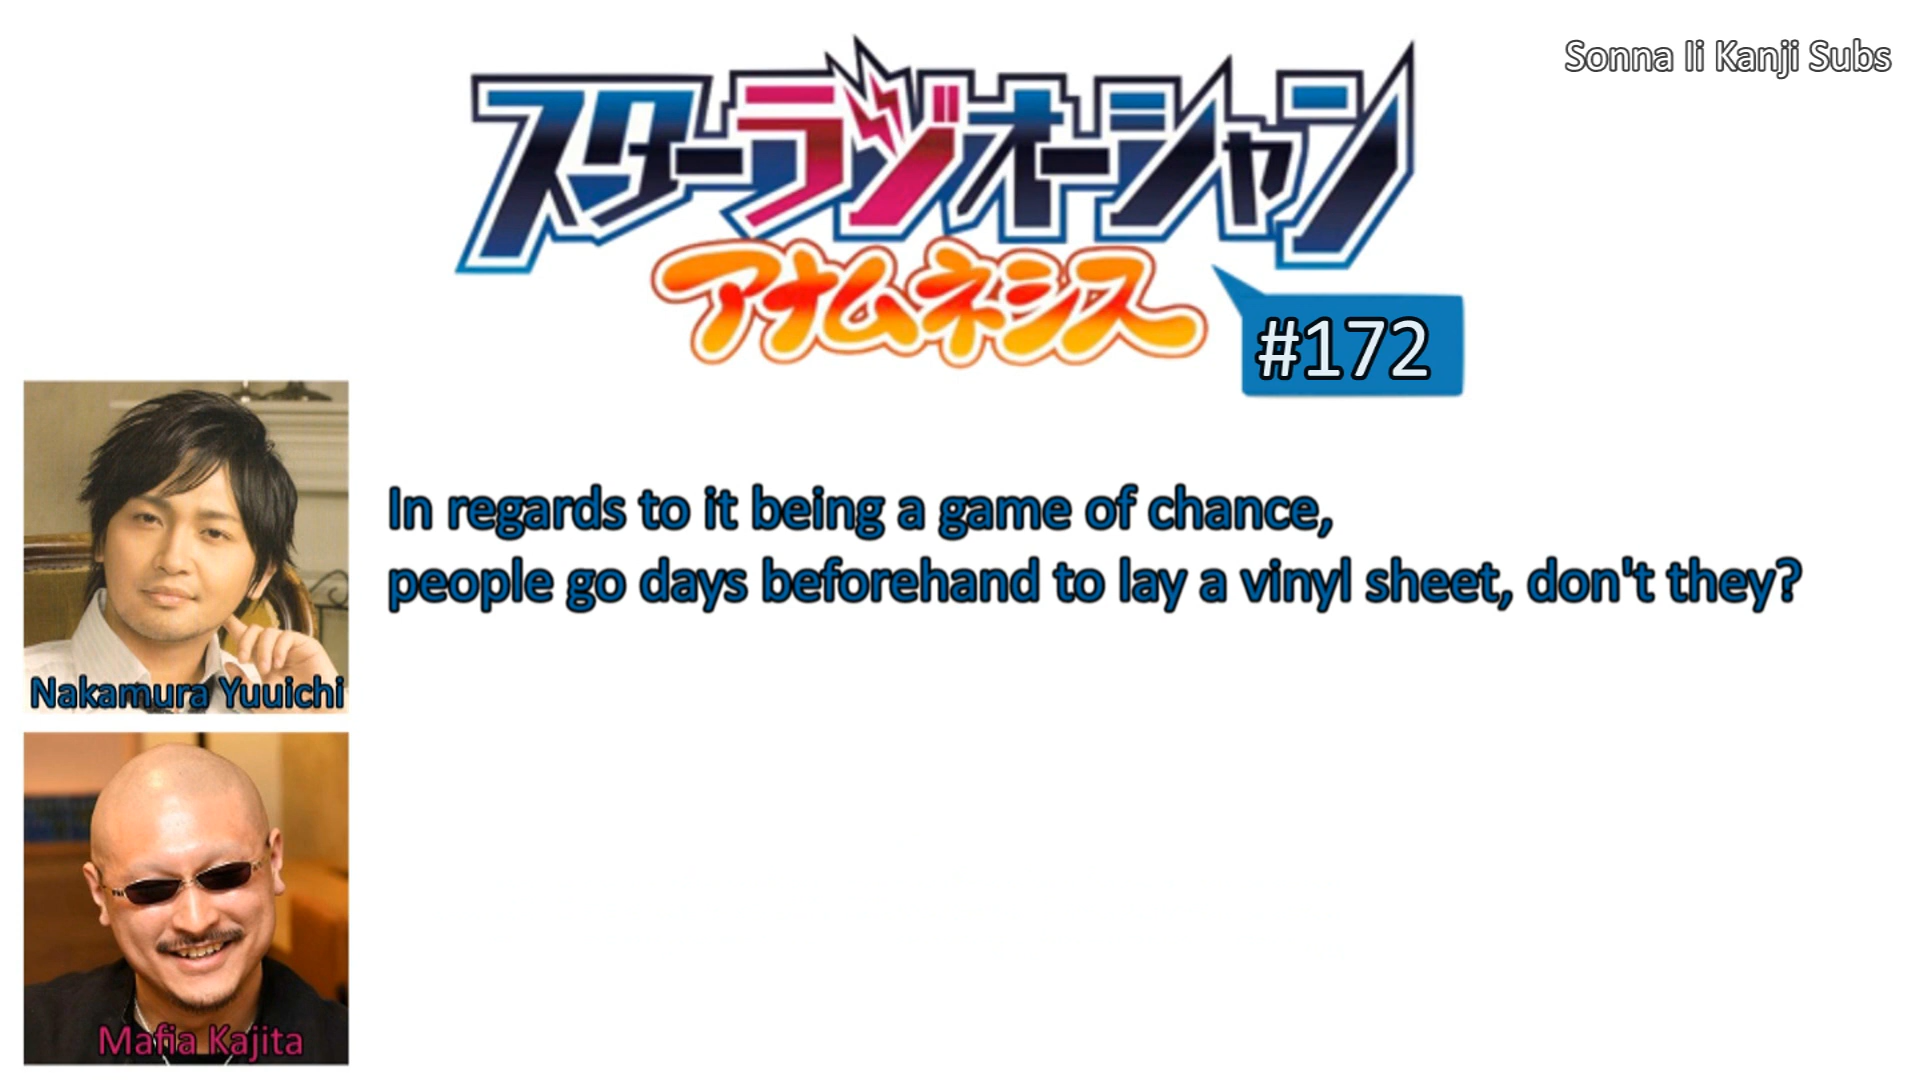 Sonna Ii Kanji Subs
スターラジオーシャン
アナムネシス
#172
In regards to it being a game of chance,
people go days beforehand to lay a vinyl sheet, don't they?
Nakamura Yuuichi
Mafia Kajita